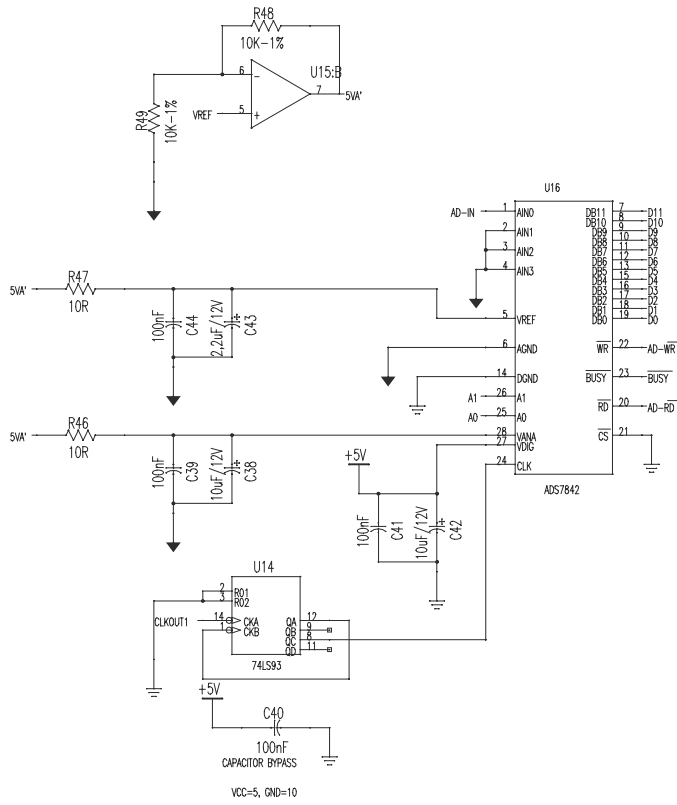 R48
10K-1%
6
-
U15:B
7
5VA'
VREF
5
+
R49
10K-1%
U16
AD-IN
1
AIN0
2
AIN1
3
AIN2
4
AIN3
DB11
7
D11
DB10
8
D10
DB9
9
D9
DB8
10
D8
DB7
11
D7
DB6
12
D6
DB5
13
D5
DB4
15
D4
DB3
16
D3
DB2
17
D2
DB1
18
D1
DB0
19
D0
5VA'
R47
10R
100nF
C44
2,2uF/12V
+
C43
5
VREF
6
AGND
WR
22
AD-WR
14
DGND
BUSY
23
BUSY
A1
26
A1
RD
20
AD-RD
A0
25
A0
5VA'
R46
10R
28
VANA
CS
21
27
VDIG
24
CLK
ADS7842
100nF
C39
10uF/12V
+
C38
+5V
100nF
C41
10uF/12V
+
C42
U14
2
RO1
3
RO2
CLKOUT1
14
CKA
1
CKB
QA
12
QB
9
QC
8
QD
11
74LS93
+5V
C40
100nF
CAPACITOR BYPASS
VCC=5, GND=10